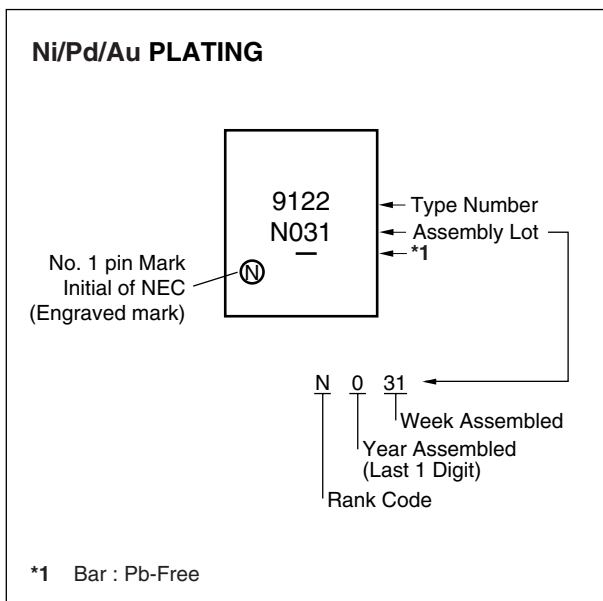 Ni/Pd/Au PLATING
9122
N031
Type Number
Assembly Lot
*1
No. 1 pin Mark
Initial of NEC
(Engraved mark)
N
N 0 31
Week Assembled
Year Assembled
(Last 1 Digit)
Rank Code
*1 Bar : Pb-Free